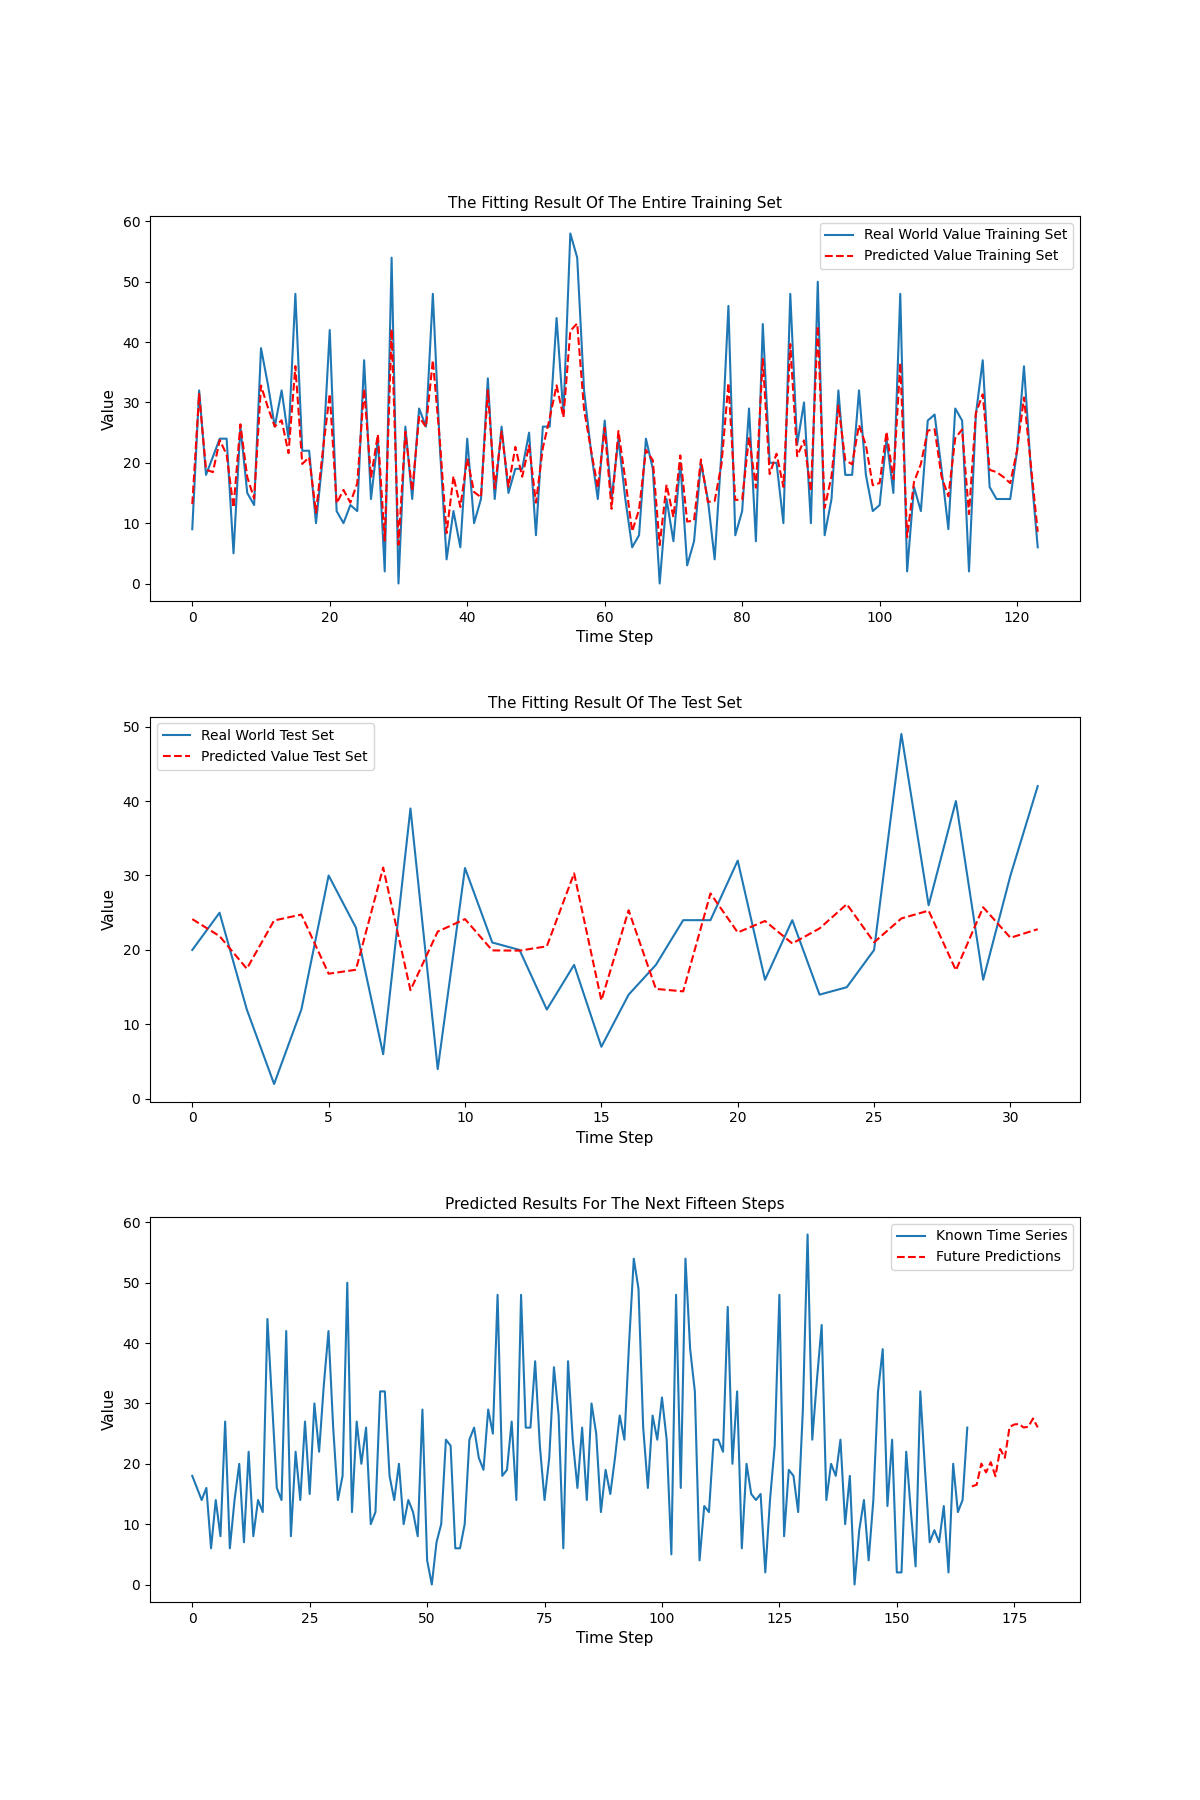 The Fitting Result Of The Entire Training Set
60
50
40
30
20
10
0
Value
Real World Value Training Set
Predicted Value Training Set
0 20 40 60 80 100 120
Time Step
The Fitting Result Of The Test Set
50
40
30
20
10
0
Value
Real World Test Set
Predicted Value Test Set
0 5 10 15 20 25 30
Time Step
Predicted Results For The Next Fifteen Steps
60
50
40
30
20
10
0
Value
Known Time Series
Future Predictions
0 25 50 75 100 125 150 175
Time Step